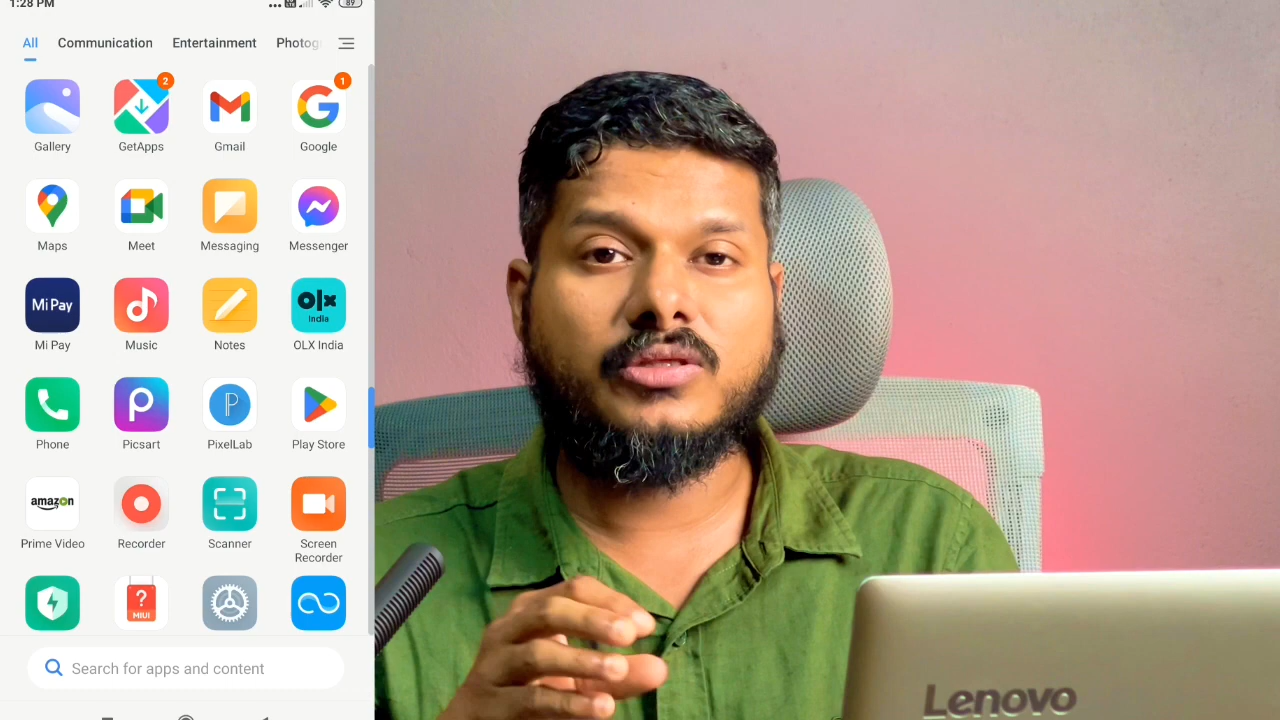 1:28 PM
89
All Communication Entertainment Photog
2
1
Gallery GetApps Gmail Google
Maps Meet Messaging Messenger
Mi Pay
olx
India
Mi Pay Music Notes OLX India
Phone Picsart PixelLab Play Store
amazon
Prime Video Recorder Scanner Screen
Recorder
?
MIUI
Search for apps and content
Lenovo